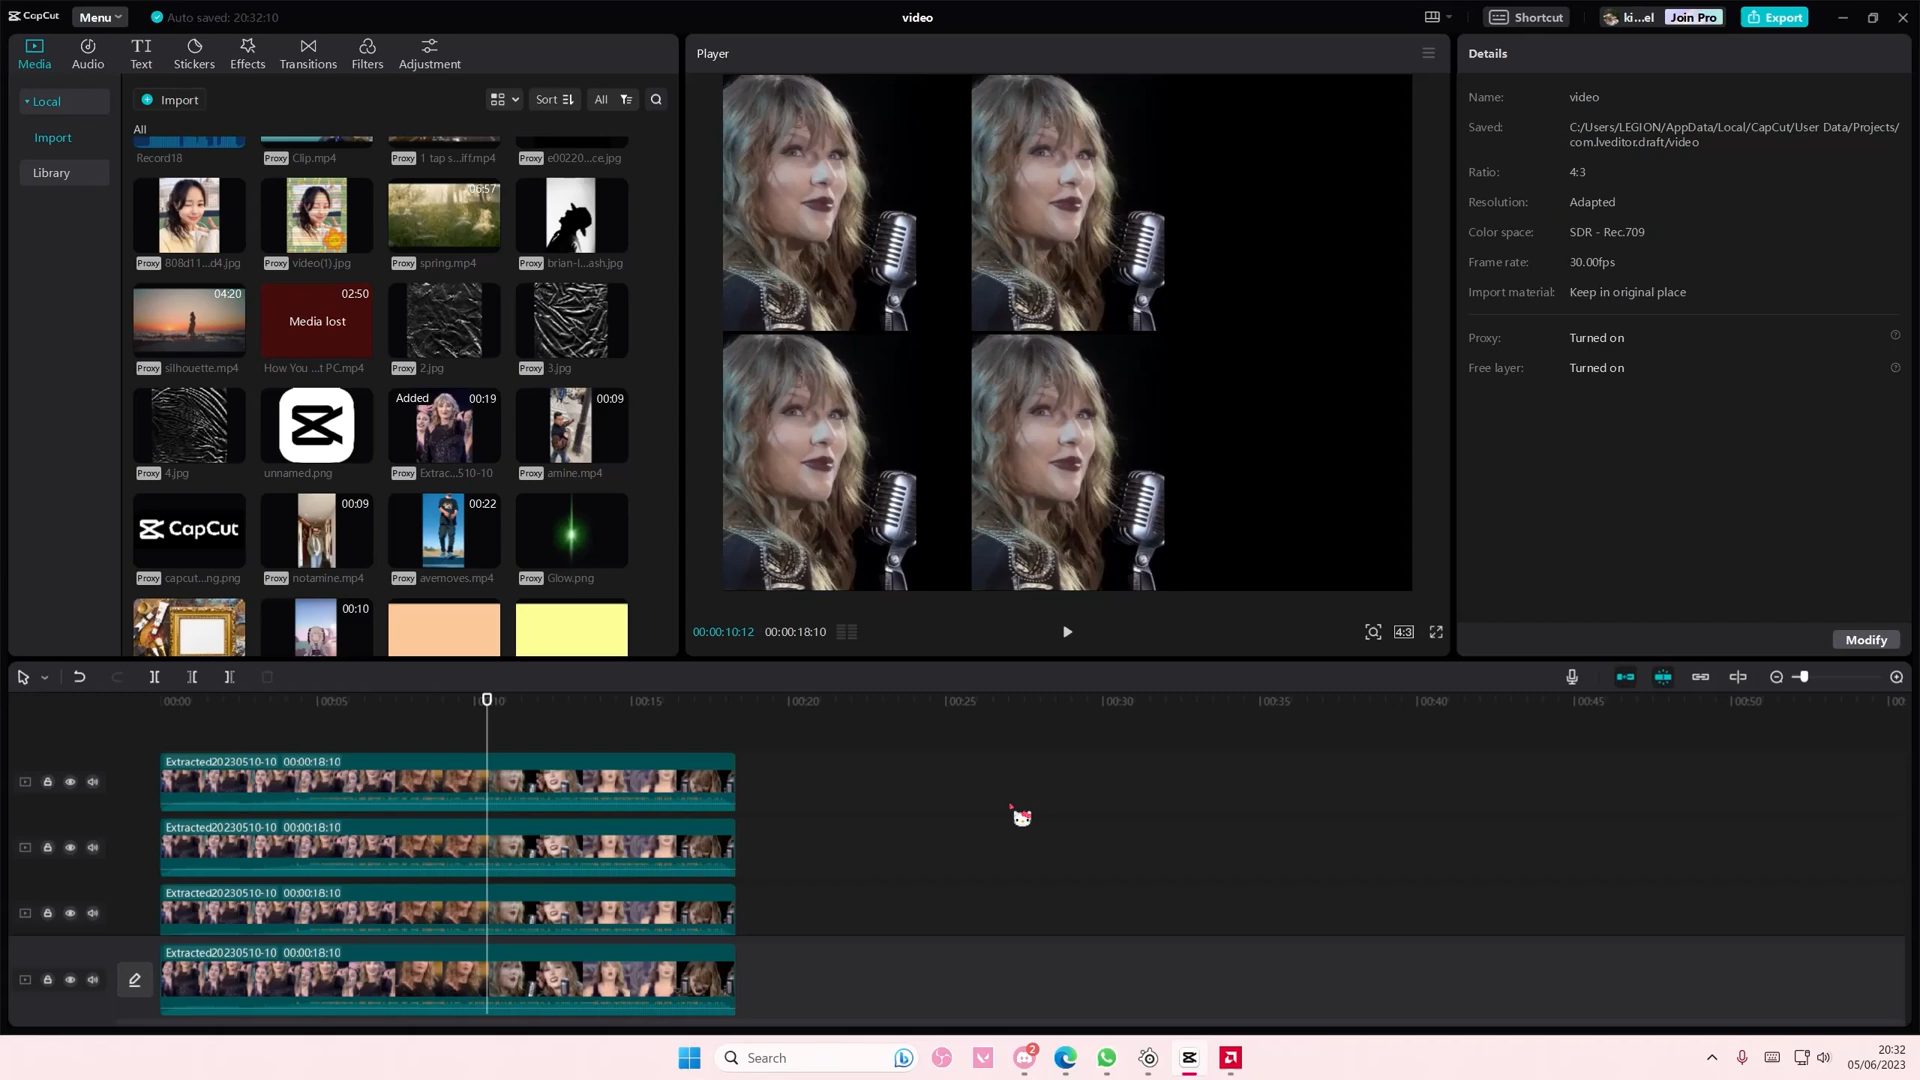 CapCut Menu Auto saved: 20:32:10 video Shortcut ki...el Join Pro Export
Media Audio Text Stickers Effects Transitions Filters Adjustment
Player
Details
Local
Import
Library
Import Sort All
All
Record18 Proxy Clip.mp4 Proxy 1 tap s...iff.mp4 Proxy e00220...ce.jpg
06:57
Proxy 808d11...d4.jpg Proxy video(1).jpg Proxy spring.mp4 Proxy brian-l...ash.jpg
04:20 02:50
Media lost
Proxy silhouette.mp4 How You ...t PC.mp4 Proxy 2.jpg Proxy 3.jpg
Added 00:19 00:09
Proxy 4.jpg unnamed.png Proxy Extrac...510-10 Proxy amine.mp4
00:09 00:22
CapCut
Proxy capcut...ng.png Proxy notamine.mp4 Proxy avemoves.mp4 Proxy Glow.png
00:10
00:00:10:12 00:00:18:10 4:3
Name: video
Saved: C:/Users/LEGION/AppData/Local/CapCut/User Data/Projects/
com.lveditor.draft/video
Ratio: 4:3
Resolution: Adapted
Color space: SDR - Rec.709
Frame rate: 30.00fps
Import material: Keep in original place
Proxy: Turned on
Free layer: Turned on
Modify
00:00 00:05 00:10 00:15 00:20 00:25 00:30 00:35 00:40 00:45 00:50 00
Extracted20230510-10 00:00:18:10
Extracted20230510-10 00:00:18:10
Extracted20230510-10 00:00:18:10
Extracted20230510-10 00:00:18:10
Search 2 20:32
05/06/2023